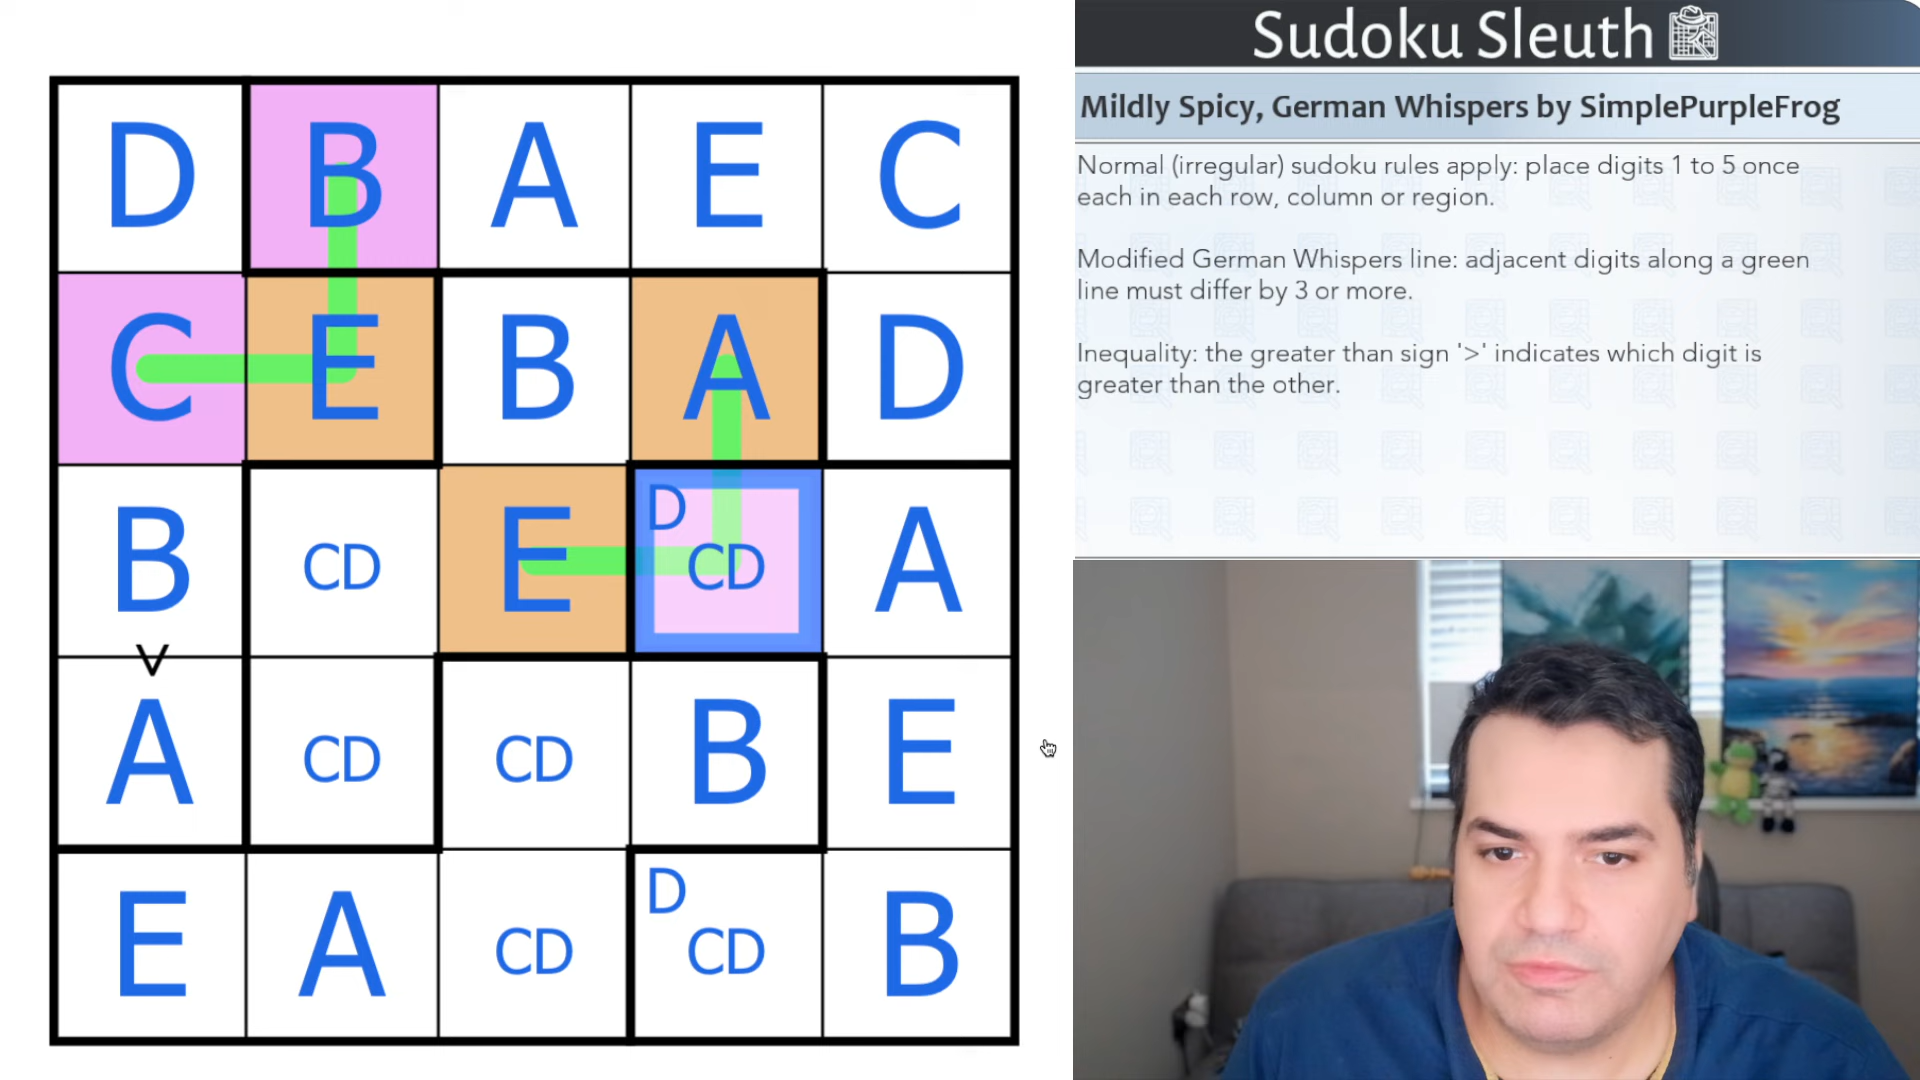 Sudoku Sleuth
Mildly Spicy, German Whispers by SimplePurpleFrog
Normal (irregular) sudoku rules apply: place digits 1 to 5 once
each in each row, column or region.
Modified German Whispers line: adjacent digits along a green
line must differ by 3 or more.
Inequality: the greater than sign '>' indicates which digit is
greater than the other.
D B A E C
C E B A D
B CD E D CD A
V
A CD CD B E
E A CD D CD B